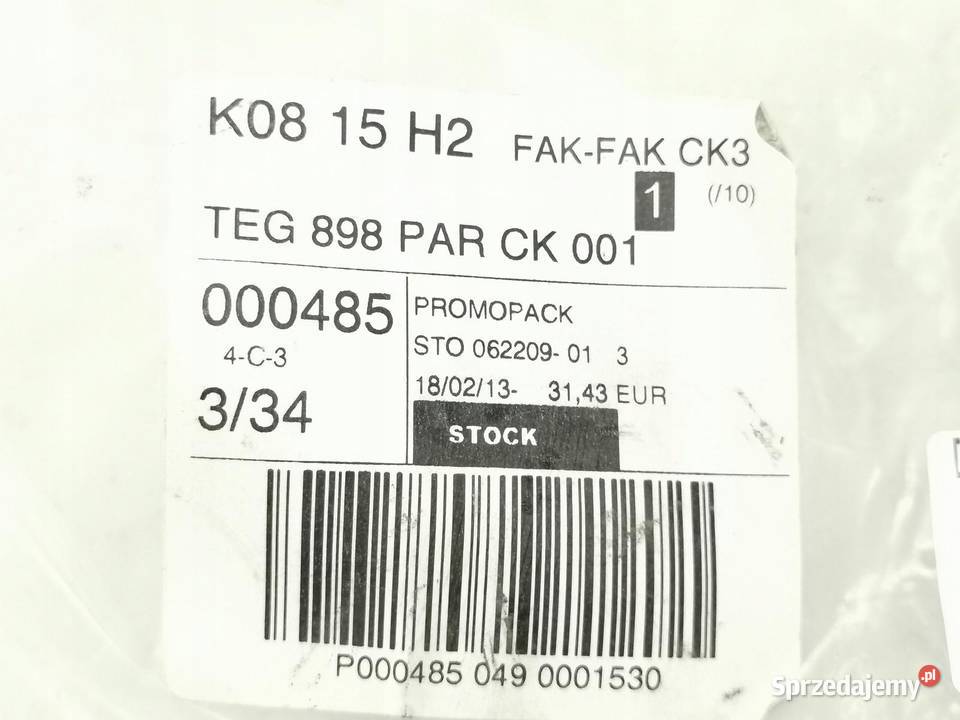 K08 15 H2 FAK-FAK CK3
1 (/10)
TEG 898 PAR CK 001
000485
4-C-3
3/34
PROMOPACK
STO 062209- 01 3
18/02/13- 31,43 EUR
STOCK
P000485 049 0001530
Sprzedajemy.pl